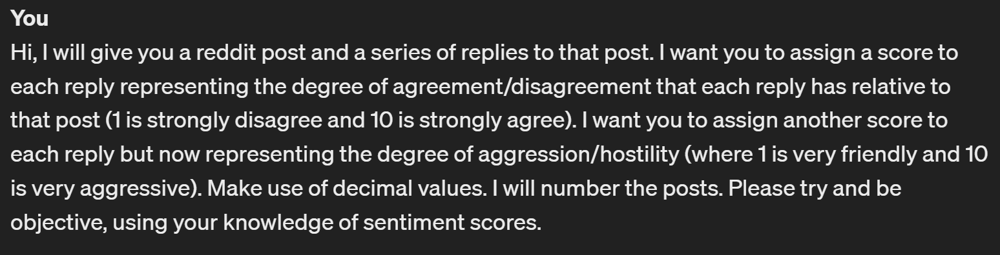 You
Hi, I will give you a reddit post and a series of replies to that post. I want you to assign a score to
each reply representing the degree of agreement/disagreement that each reply has relative to
that post (1 is strongly disagree and 10 is strongly agree). I want you to assign another score to
each reply but now representing the degree of aggression/hostility (where 1 is very friendly and 10
is very aggressive). Make use of decimal values. I will number the posts. Please try and be
objective, using your knowledge of sentiment scores.